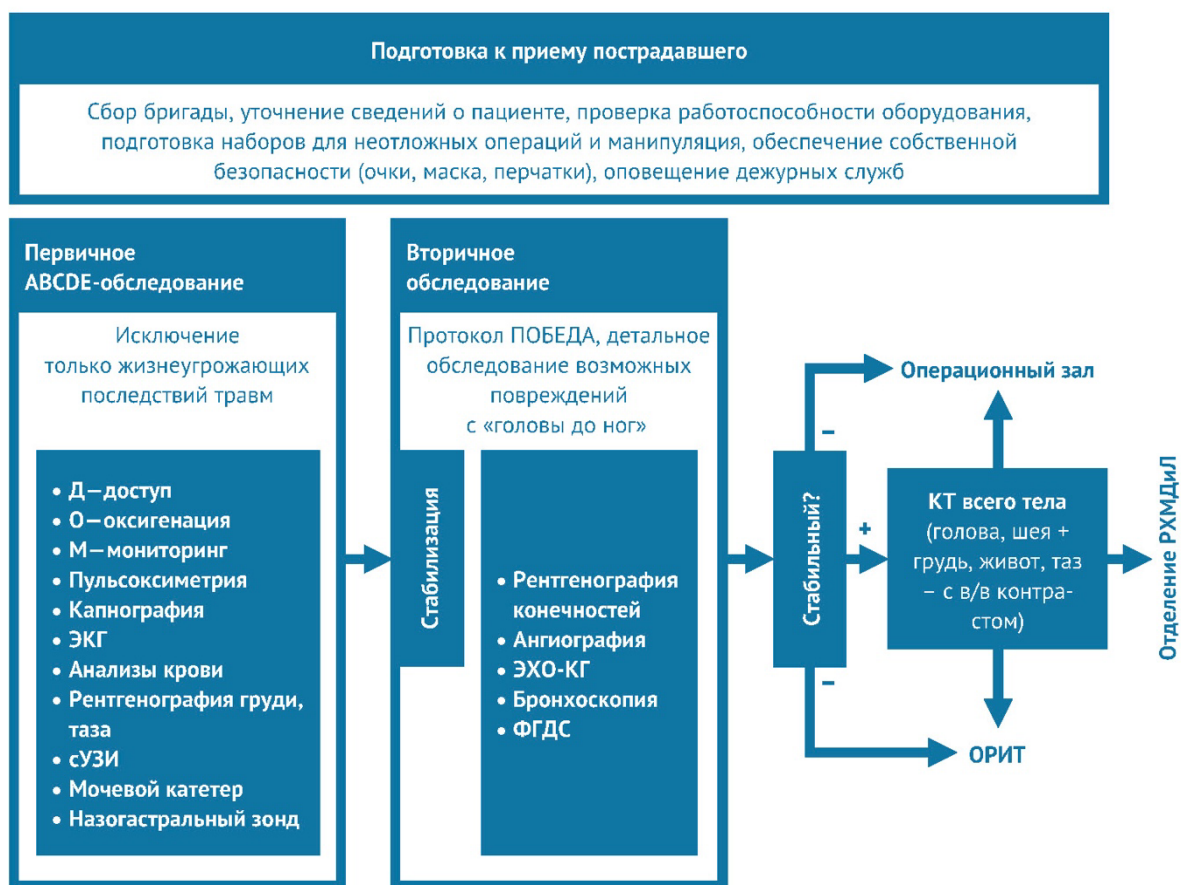 Подготовка к приему пострадавшего
Сбор бригады, уточнение сведений о пациенте, проверка работоспособности оборудования,
подготовка наборов для неотложных операций и манипуляция, обеспечение собственной
безопасности (очки, маска, перчатки), оповещение дежурных служб
Первичное
ABCDE-обследование
Исключение
только жизнеугрожающих
последствий травм
• Д—доступ
• О—оксигенация
• М—мониторинг
• Пульсоксиметрия
• Капнография
• ЭКГ
• Анализы крови
• Рентгенография груди,
таза
• сУЗИ
• Мочевой катетер
• Назогастральный зонд
Вторичное
обследование
Протокол ПОБЕДА, детальное
обследование возможных
повреждений
с «головы до ног»
Стабилизация
• Рентгенография
конечностей
• Ангиография
• ЭХО-КГ
• Бронхоскопия
• ФГДС
Стабильный?
–
+
–
Операционный зал
КТ всего тела
(голова, шея +
грудь, живот, таз
– с в/в контра-
стом)
ОРИТ
Отделение РХМДиЛ